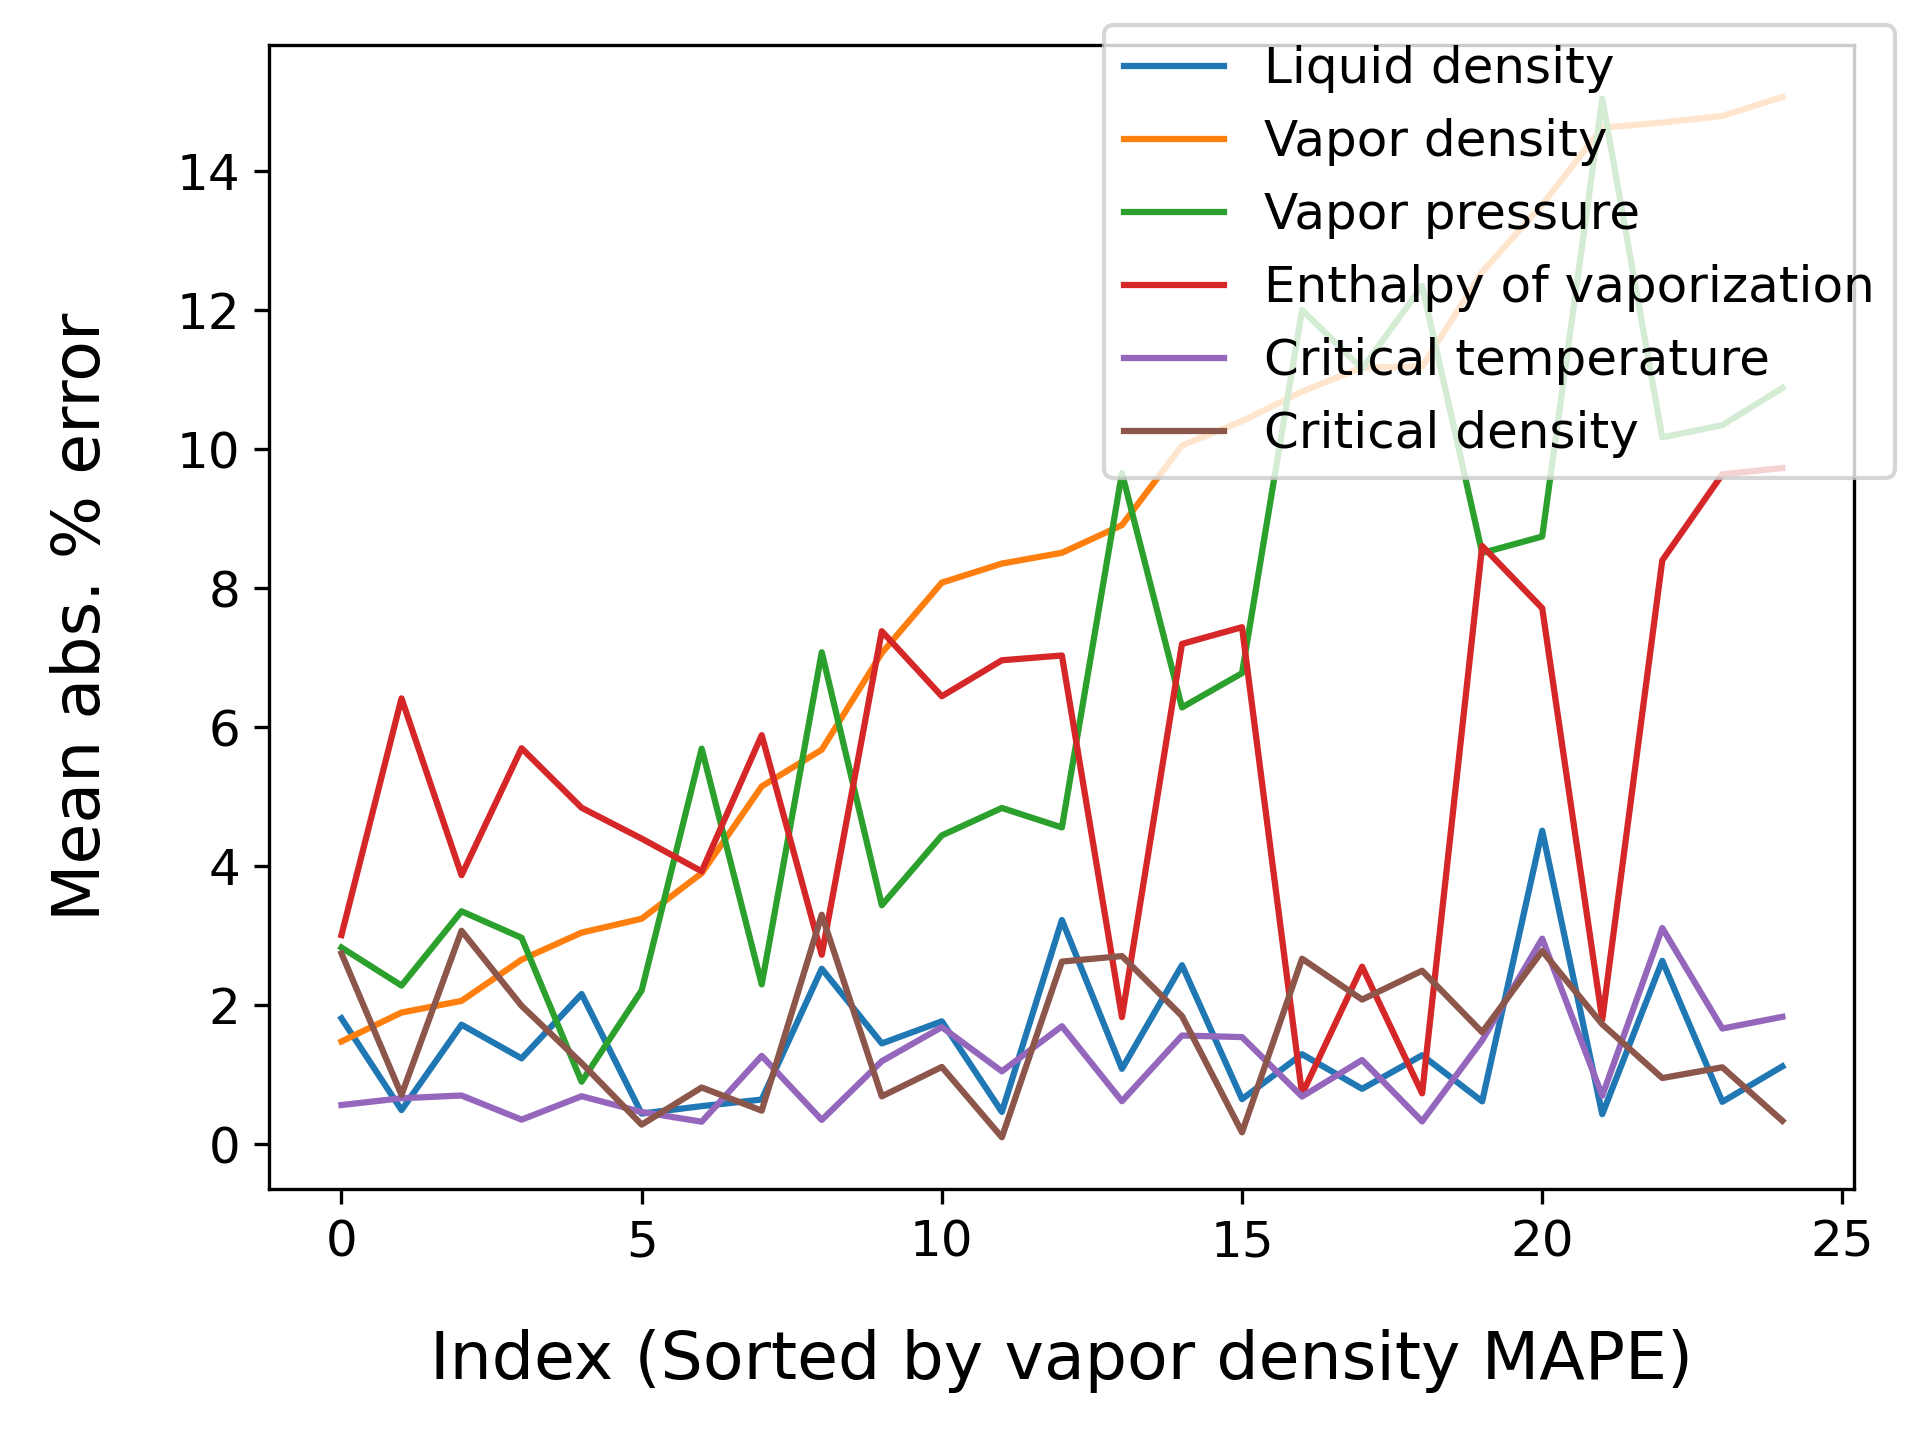 Liquid density
Vapor density
Vapor pressure
Enthalpy of vaporization
Critical temperature
Critical density
Mean abs. % error
14
12
10
8
6
4
2
0
0 5 10 15 20 25
Index (Sorted by vapor density MAPE)